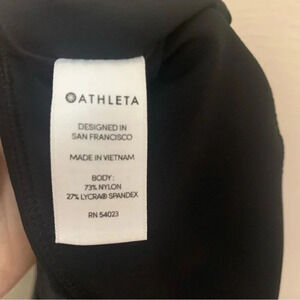 ATHLETA
DESIGNED IN
SAN FRANCISCO
MADE IN VIETNAM
BODY :
73% NYLON
27% LYCRA® SPANDEX
RN 54023